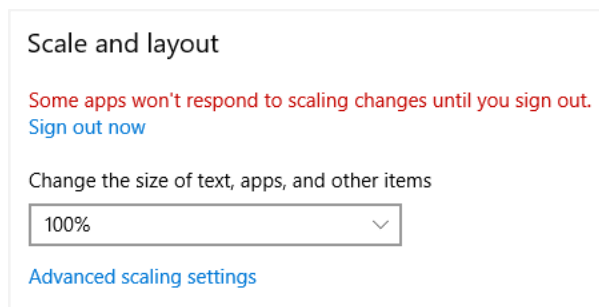 Scale and layout
Some apps won't respond to scaling changes until you sign out.
Sign out now
Change the size of text, apps, and other items
100%
Advanced scaling settings